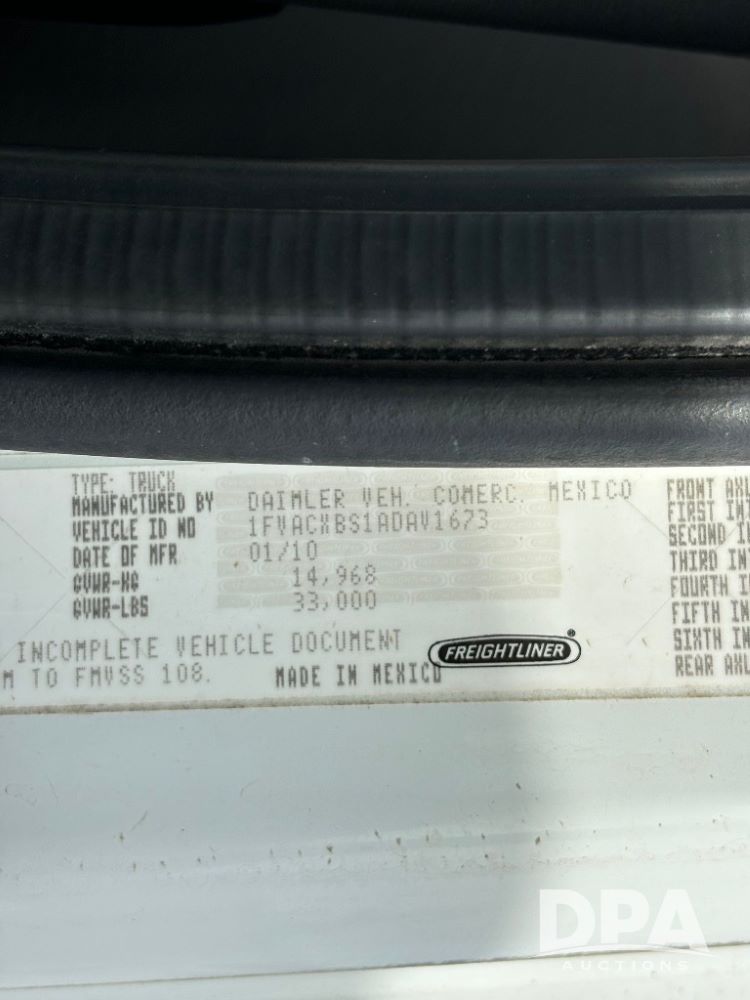 TYPE: TRUCK
MANUFACTURED BY DAIMLER VEH. COMERC. MEXICO
VEHICLE ID NO 1FVACXBS1ADAV1673
DATE OF MFR 01/10
GVWR-KG 14,968
GVWR-LBS 33,000
INCOMPLETE VEHICLE DOCUMENT
M TO FMVSS 108. MADE IN MEXICO
FREIGHTLINER®
FRONT AXL
FIRST INT
SECOND IN
THIRD INT
FOURTH IN
FIFTH IN
SIXTH IN
REAR AXL
DPA
AUCTIONS